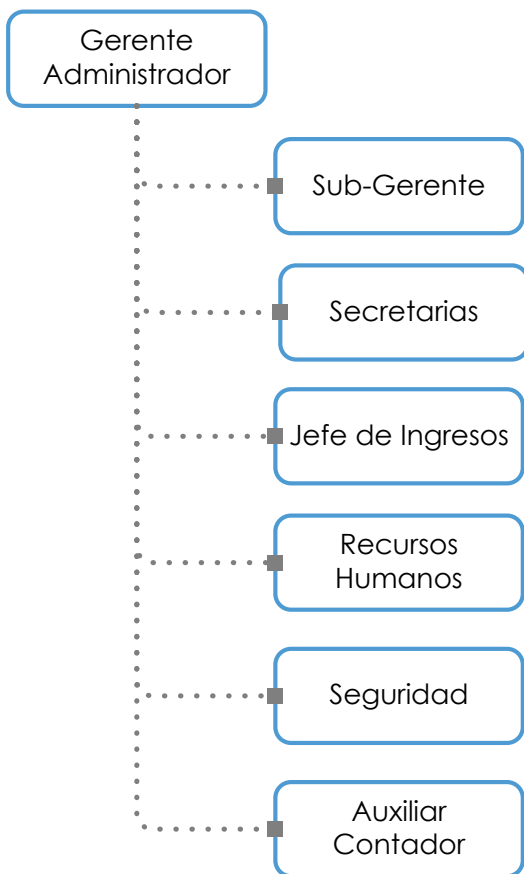 Gerente
Administrador
Sub-Gerente
Secretarias
Jefe de Ingresos
Recursos
Humanos
Seguridad
Auxiliar
Contador